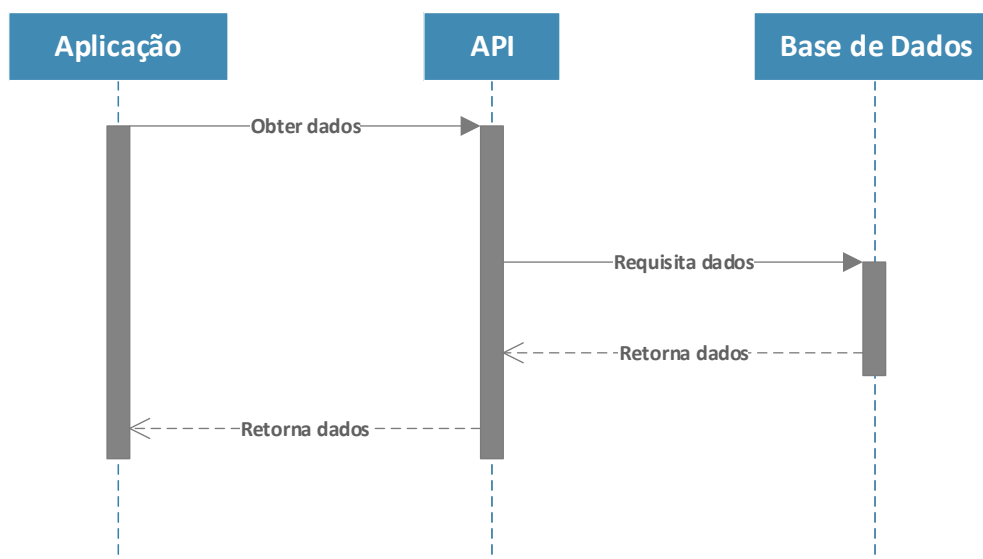 Aplicação
API
Base de Dados
Obter dados
Requisita dados
Retorna dados
Retorna dados